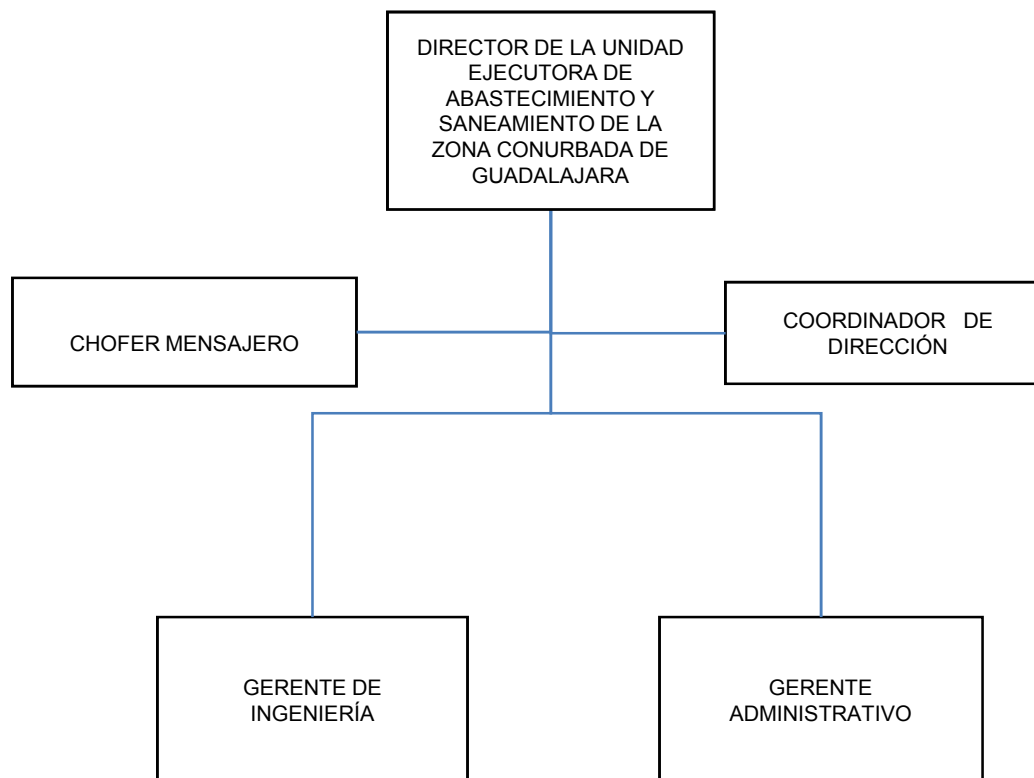 DIRECTOR DE LA UNIDAD
EJECUTORA DE
ABASTECIMIENTO Y
SANEAMIENTO DE LA
ZONA CONURBADA DE
GUADALAJARA
CHOFER MENSAJERO
COORDINADOR DE
DIRECCIÓN
GERENTE DE
INGENIERÍA
GERENTE
ADMINISTRATIVO